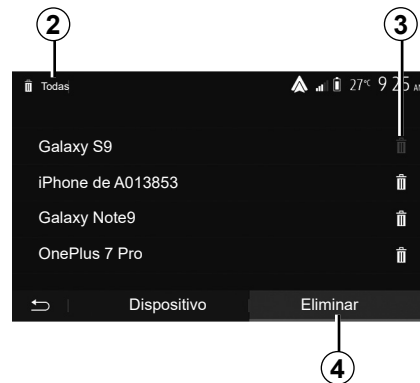 2
3
Todas
27°C 9 25 AM
Galaxy S9
iPhone de A013853
Galaxy Note9
OnePlus 7 Pro
Dispositivo
Eliminar
4